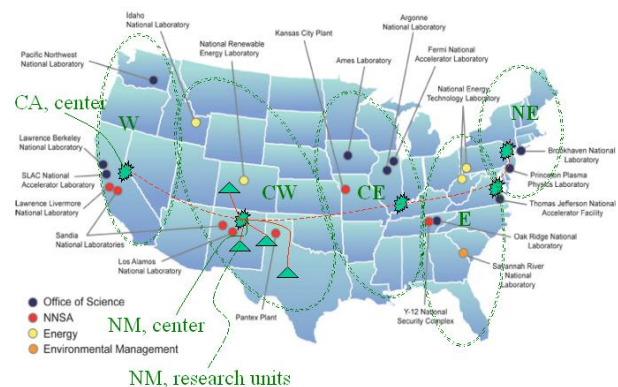 Idaho
National Laboratory
Pacific Northwest
National Laboratory
National Renewable
Energy Laboratory
Kansas City Plant
Ames Laboratory
Argonne
National Laboratory
Fermi National
Accelerator Laboratory
National Energy
Technology Laboratory
CA, center
W
NE
Lawrence Berkeley
National Laboratory
SLAC National
Accelerator Laboratory
Lawrence Livermore
National Laboratory
CW
CE
E
Brookhaven National
Laboratory
Princeton Plasma
Physics Laboratory
Thomas Jefferson National
Accelerator Facility
Sandia
National Laboratories
Los Alamos
National Laboratory
Pantex Plant
Oak Ridge National
Laboratory
Savannah River
National
Laboratory
Y-12 National
Security Complex
Office of Science
NNSA
Energy
Environmental Management
NM, center
NM, research units